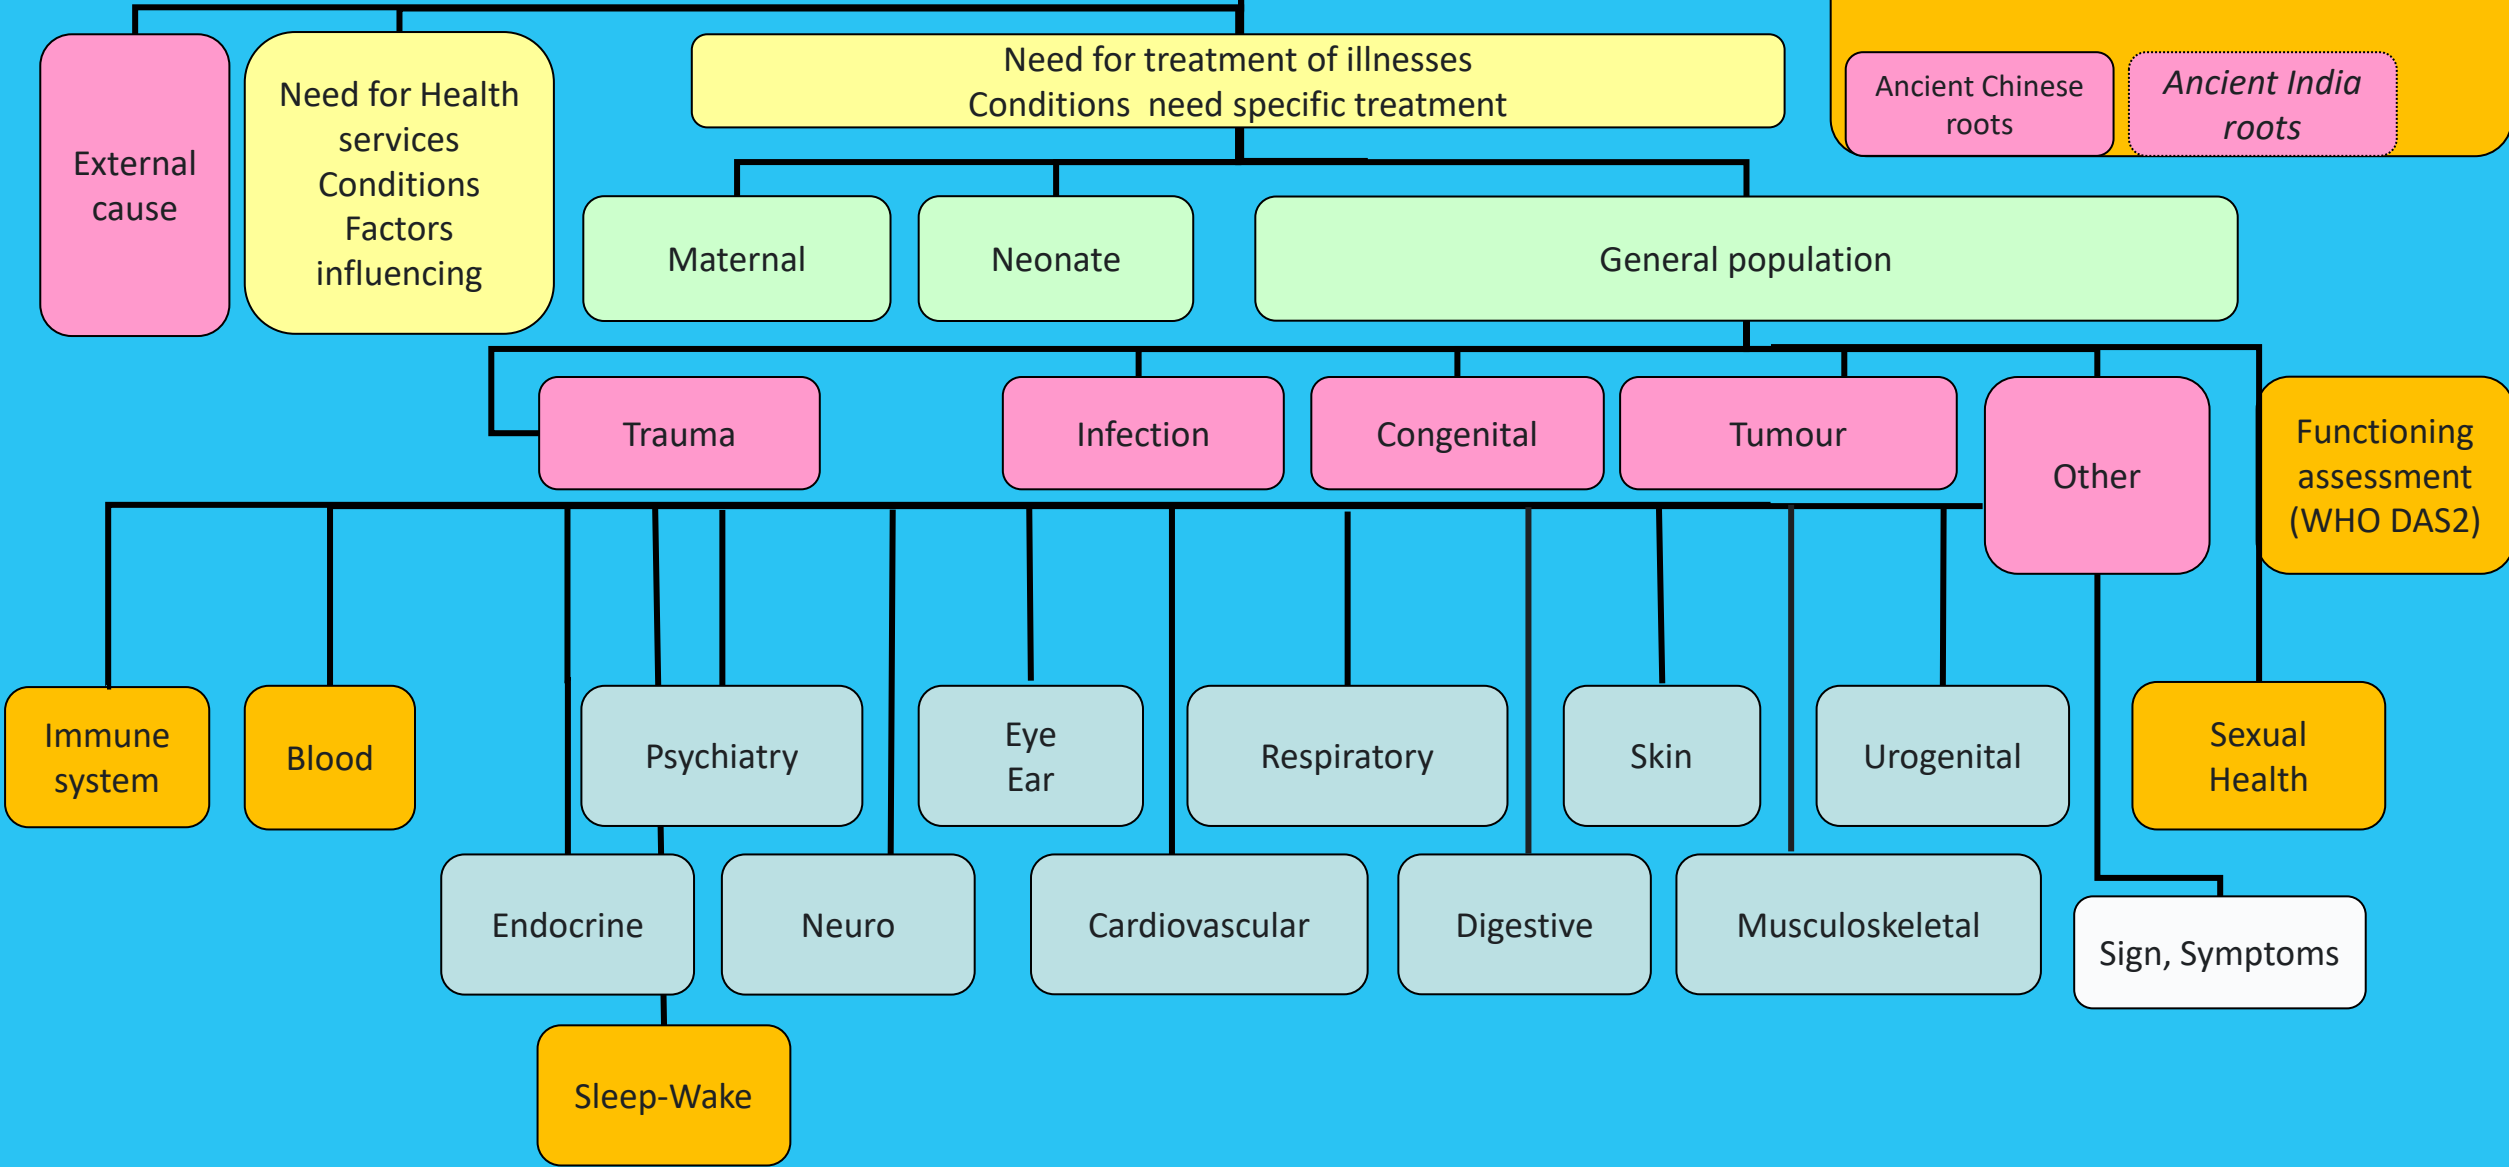 External
cause
Need for Health
services
Conditions
Factors
influencing
Need for treatment of illnesses
Conditions need specific treatment
Ancient Chinese
roots
Ancient India
roots
Maternal
Neonate
General population
Trauma
Infection
Congenital
Tumour
Other
Functioning
assessment
(WHO DAS2)
Immune
system
Blood
Psychiatry
Eye
Ear
Respiratory
Skin
Urogenital
Sexual
Health
Endocrine
Neuro
Cardiovascular
Digestive
Musculoskeletal
Sign, Symptoms
Sleep-Wake